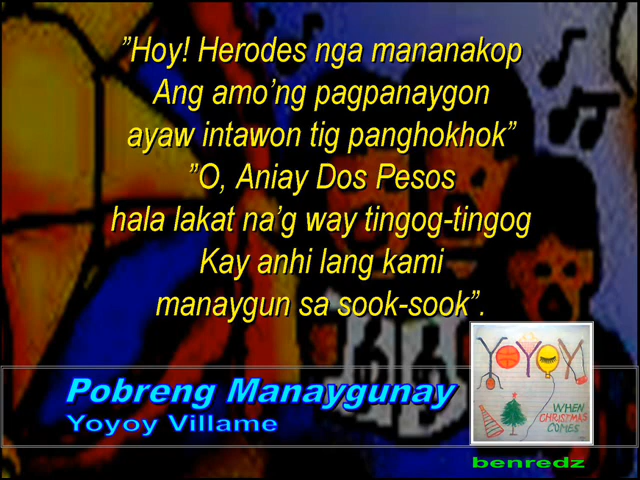 ”Hoy! Herodes nga mananakop
Ang amo’ng pagpanaygon
ayaw intawon tig panghokhok”
”O, Aniay Dos Pesos
hala lakat na’g way tingog-tingog
Kay anhi lang kami
manaygun sa sook-sook”.
Pobreng Manaygunay
Yoyoy Villame
YOYOY
WHEN
CHRISTMAS
COMES
benredz